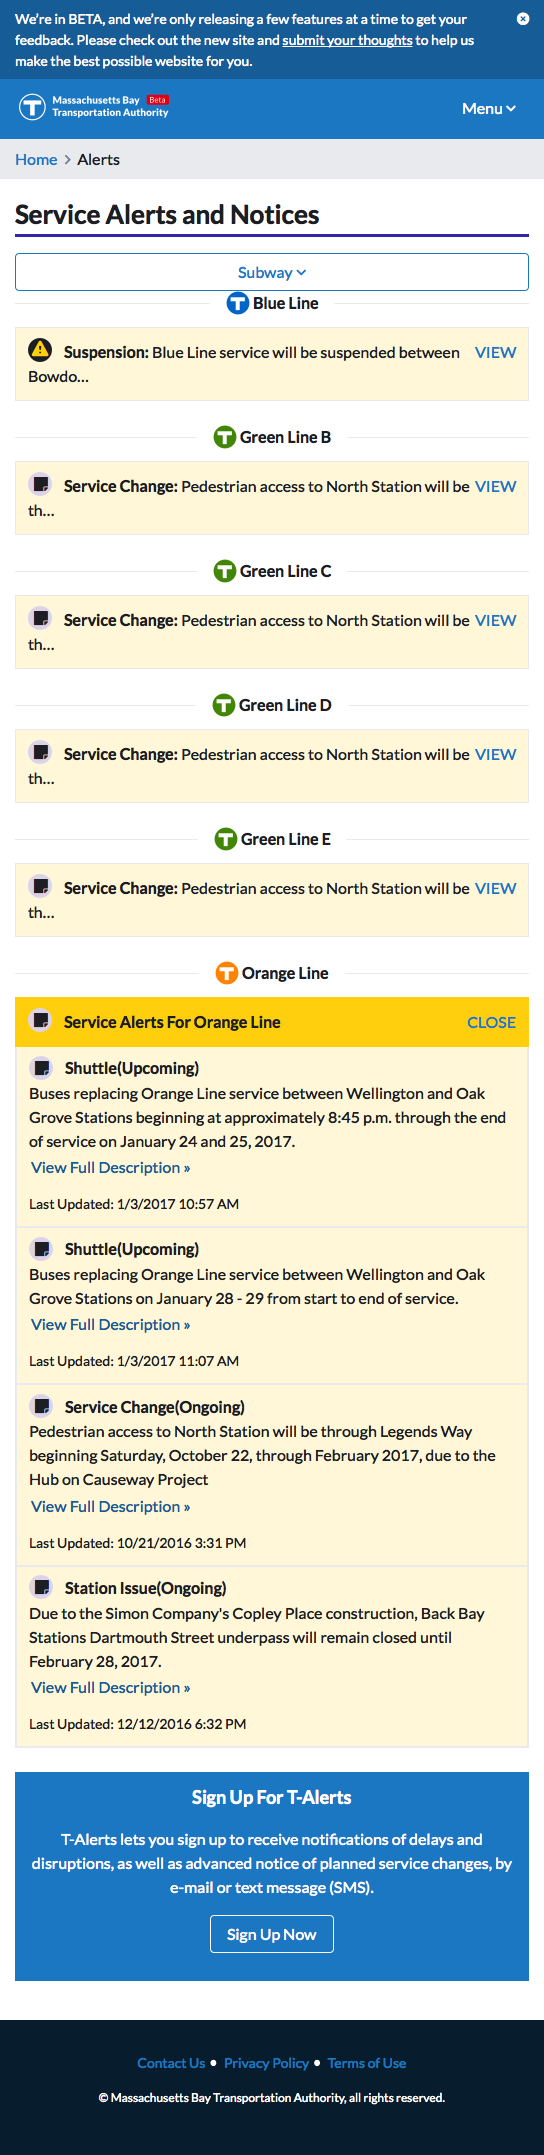 We're in BETA, and we're only releasing a few features at a time to get your
feedback. Please check out the new site and submit your thoughts to help us
make the best possible website for you.
T Massachusetts Bay Beta
Transportation Authority
Menu
Home > Alerts
Service Alerts and Notices
Subway
T Blue Line
Suspension: Blue Line service will be suspended between VIEW
Bowdo...
T Green Line B
Service Change: Pedestrian access to North Station will be VIEW
th...
T Green Line C
Service Change: Pedestrian access to North Station will be VIEW
th...
T Green Line D
Service Change: Pedestrian access to North Station will be VIEW
th...
T Green Line E
Service Change: Pedestrian access to North Station will be VIEW
th...
T Orange Line
Service Alerts For Orange Line CLOSE
Shuttle(Upcoming)
Buses replacing Orange Line service between Wellington and Oak
Grove Stations beginning at approximately 8:45 p.m. through the end
of service on January 24 and 25, 2017.
View Full Description »
Last Updated: 1/3/2017 10:57 AM
Shuttle(Upcoming)
Buses replacing Orange Line service between Wellington and Oak
Grove Stations on January 28 - 29 from start to end of service.
View Full Description »
Last Updated: 1/3/2017 11:07 AM
Service Change(Ongoing)
Pedestrian access to North Station will be through Legends Way
beginning Saturday, October 22, through February 2017, due to the
Hub on Causeway Project
View Full Description »
Last Updated: 10/21/2016 3:31 PM
Station Issue(Ongoing)
Due to the Simon Company's Copley Place construction, Back Bay
Stations Dartmouth Street underpass will remain closed until
February 28, 2017.
View Full Description »
Last Updated: 12/12/2016 6:32 PM
Sign Up For T-Alerts
T-Alerts lets you sign up to receive notifications of delays and
disruptions, as well as advanced notice of planned service changes, by
e-mail or text message (SMS).
Sign Up Now
Contact Us • Privacy Policy • Terms of Use
© Massachusetts Bay Transportation Authority, all rights reserved.